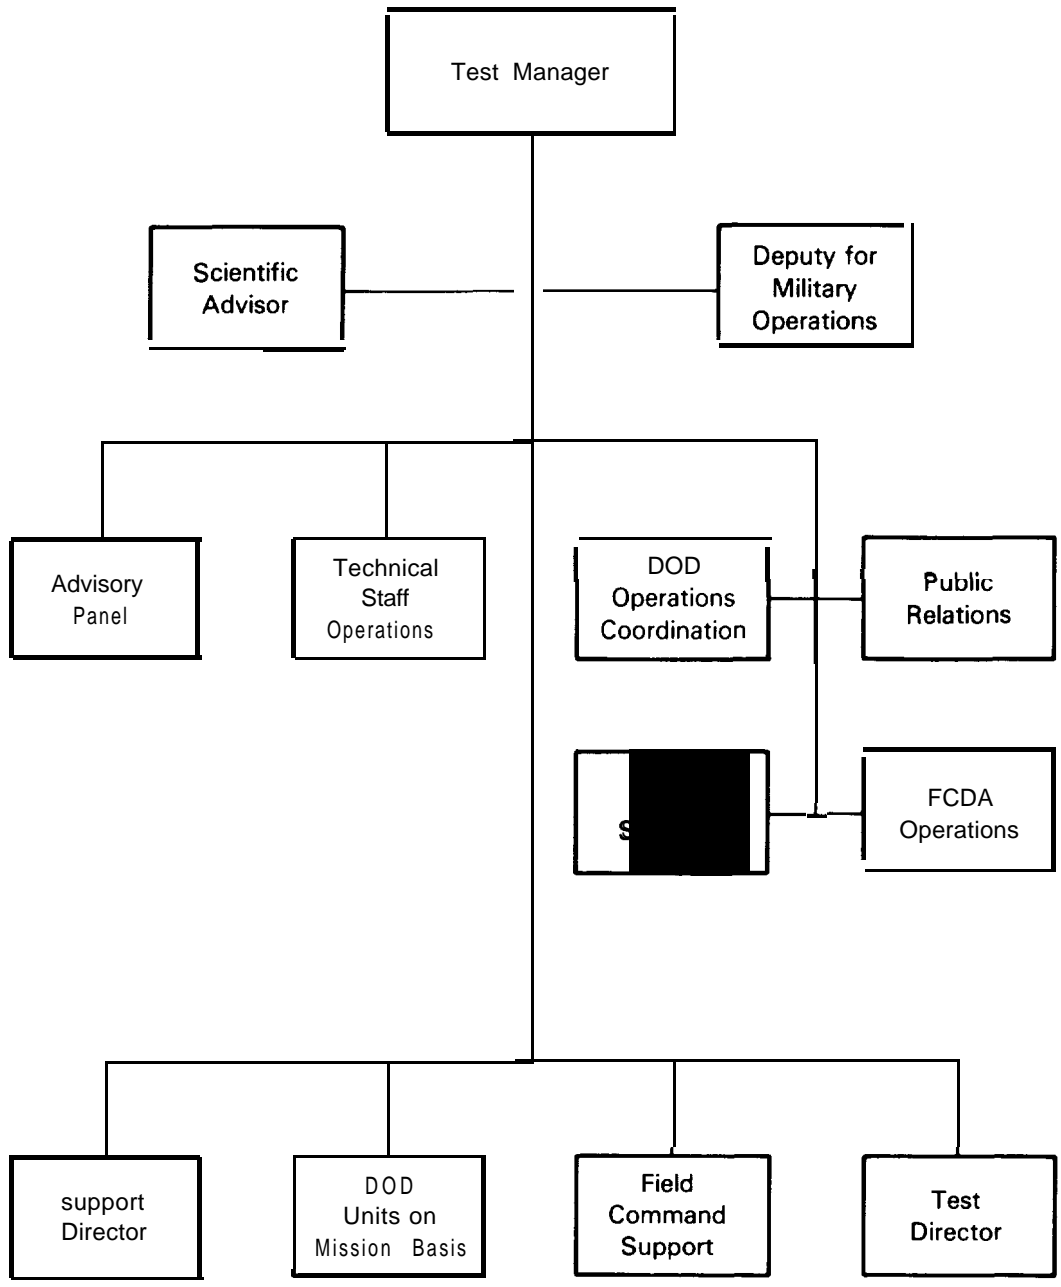 Test Manager
Scientific
Advisor
Deputy for
Military
Operations
Advisory
Panel
Technical
Staff
Operations
DOD
Operations
Coordination
Public
Relations
FCDA
Operations
support
Director
DOD
Units on
Mission Basis
Field
Command
Support
Test
Director